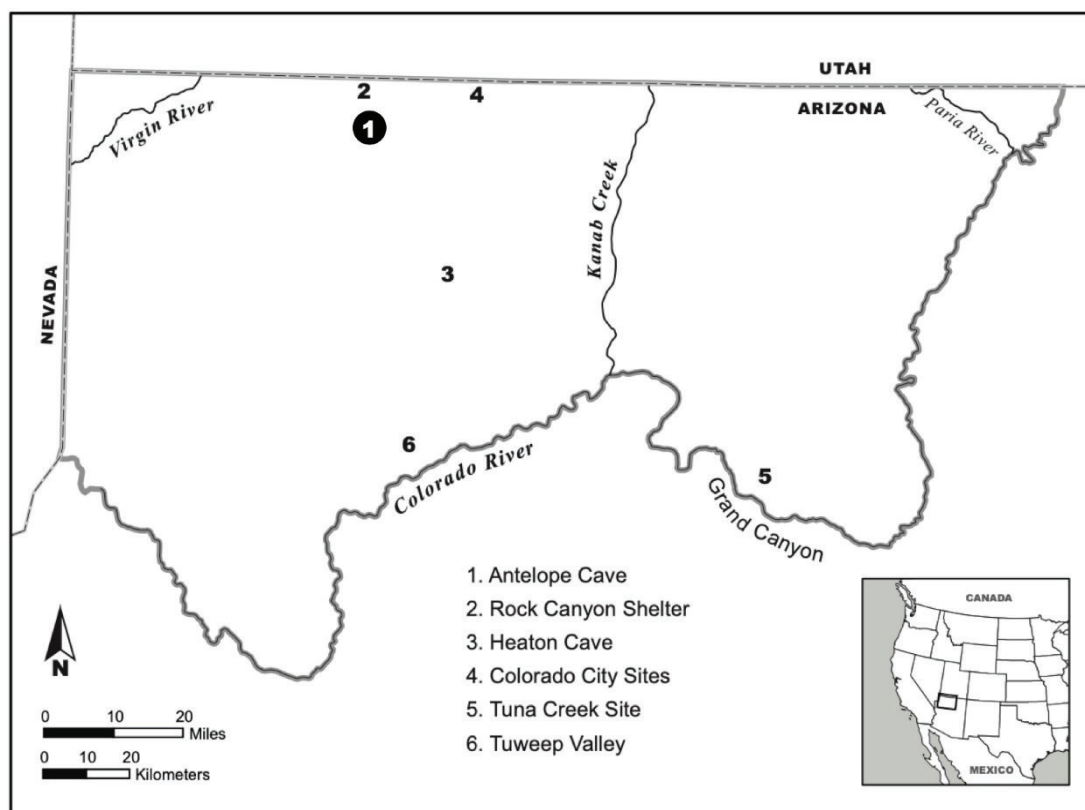 UTAH
ARIZONA
2
4
1
Virgin River
Paria River
Kanab Creek
NEVADA
3
6
Colorado River
5
Grand Canyon
1. Antelope Cave
2. Rock Canyon Shelter
3. Heaton Cave
4. Colorado City Sites
5. Tuna Creek Site
6. Tuweep Valley
N
0 10 20
Miles
0 10 20
Kilometers
CANADA
MEXICO